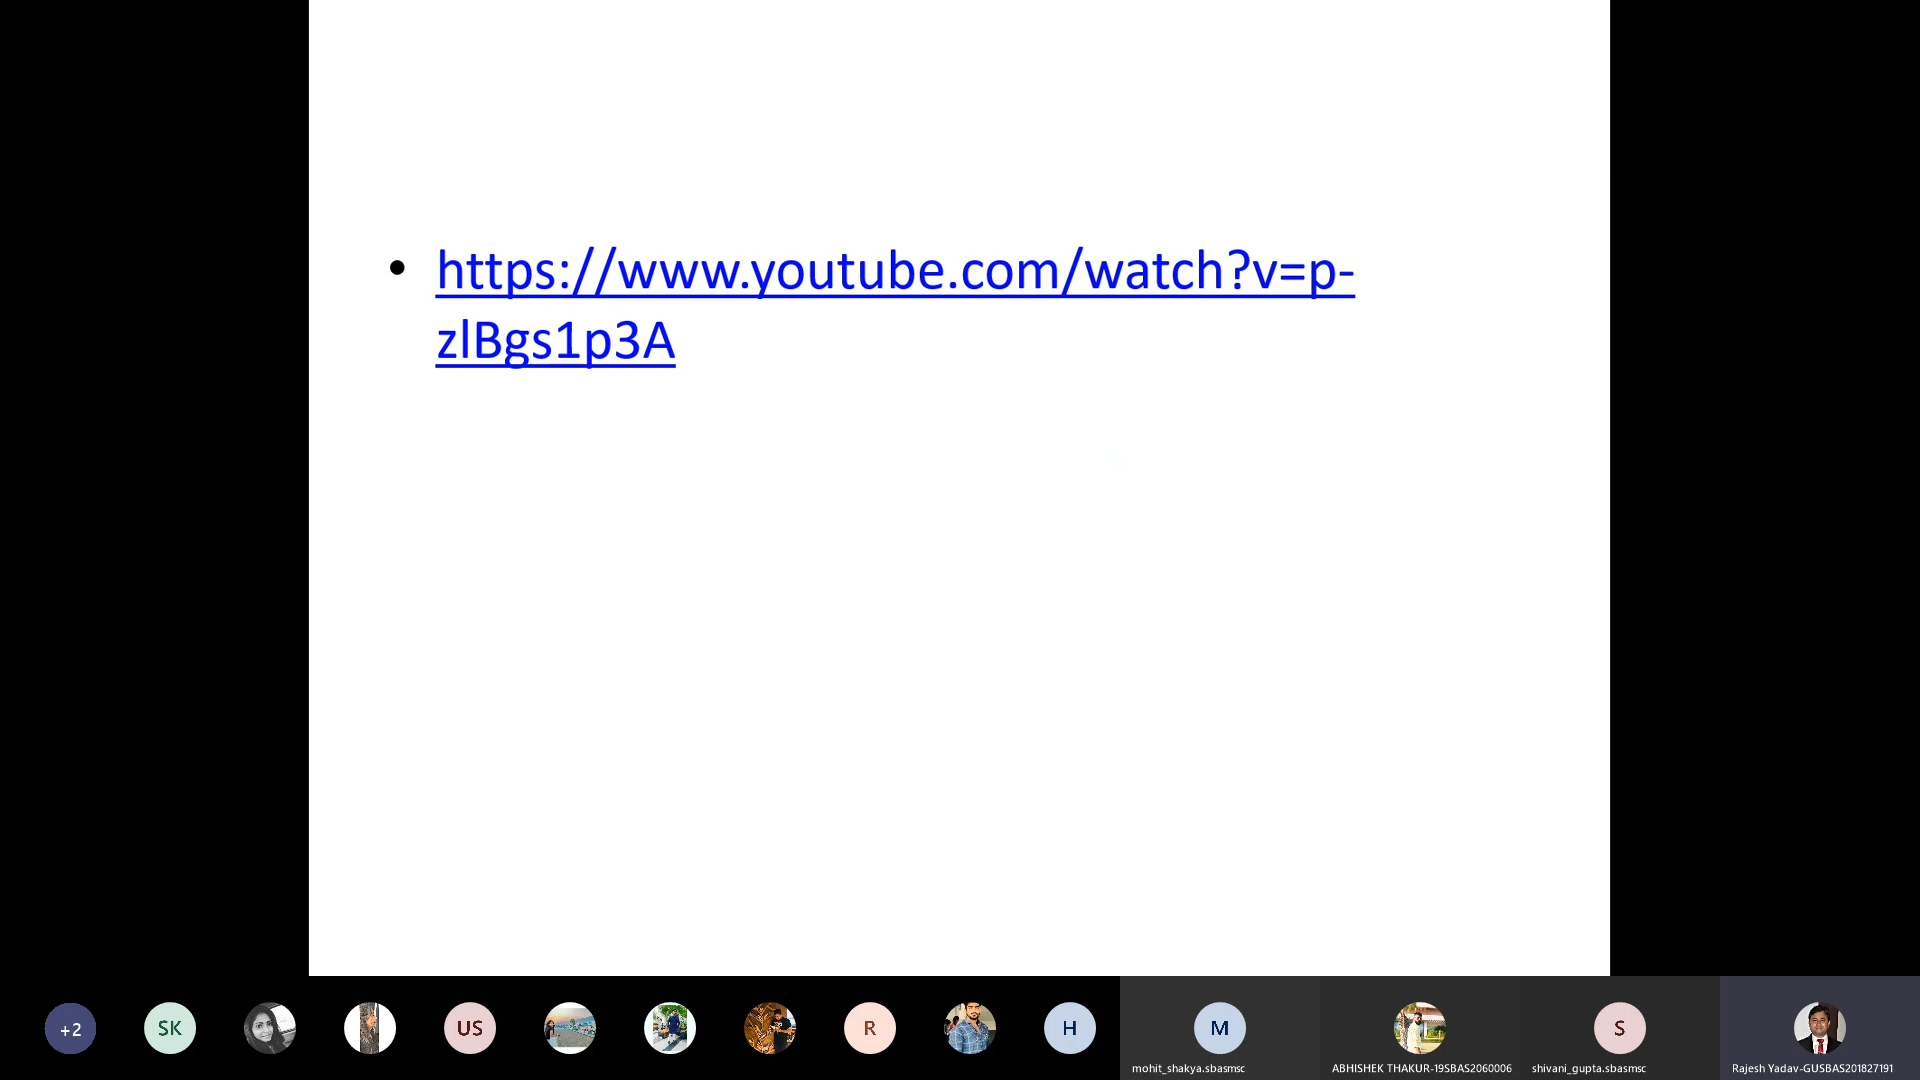 • https://www.youtube.com/watch?v=p-
zlBgs1p3A
+2
SK
US
R
H
M
S
mohit_shakya.sbasmsc
ABHISHEK THAKUR-19SBAS2060006
shivani_gupta.sbasmsc
Rajesh Yadav-GUSBAS201827191